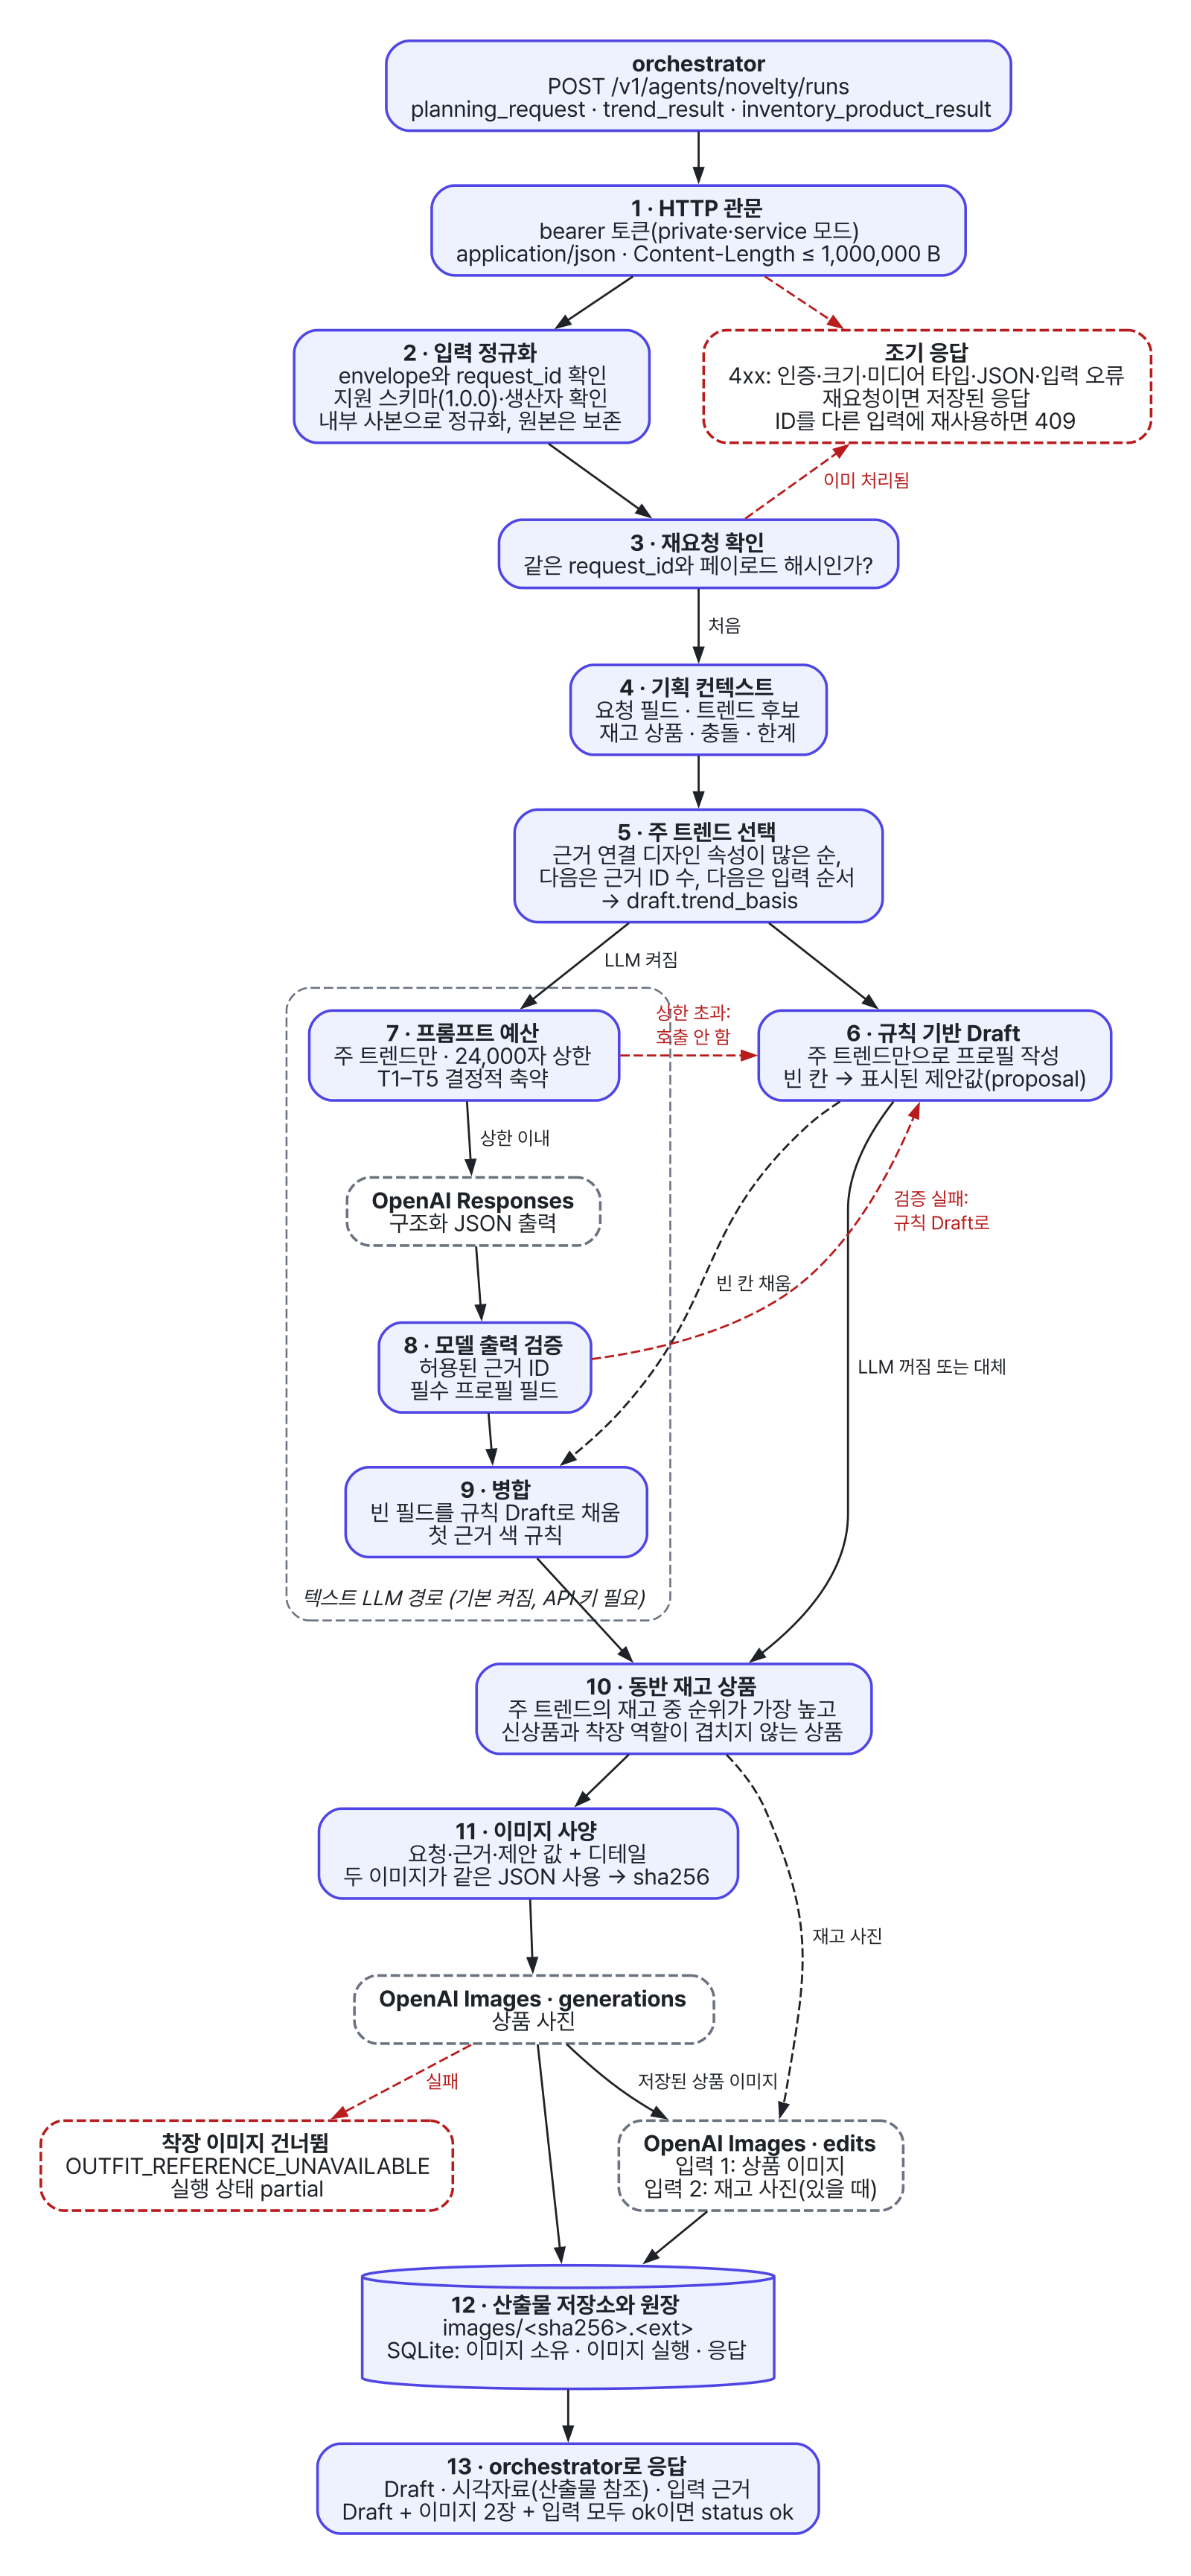 orchestrator
POST /v1/agents/novelty/runs
planning_request · trend_result · inventory_product_result
1 · HTTP 관문
bearer 토큰(private·service 모드)
application/json · Content-Length ≤ 1,000,000 B
2 · 입력 정규화
envelope와 request_id 확인
지원 스키마(1.0.0)·생산자 확인
내부 사본으로 정규화, 원본은 보존
조기 응답
4xx: 인증·크기·미디어 타입·JSON·입력 오류
재요청이면 저장된 응답
ID를 다른 입력에 재사용하면 409
이미 처리됨
3 · 재요청 확인
같은 request_id와 페이로드 해시인가?
처음
4 · 기획 컨텍스트
요청 필드 · 트렌드 후보
재고 상품 · 충돌 · 한계
5 · 주 트렌드 선택
근거 연결 디자인 속성이 많은 순,
다음은 근거 ID 수, 다음은 입력 순서
→ draft.trend_basis
LLM 켜짐
7 · 프롬프트 예산
주 트렌드만 · 24,000자 상한
T1–T5 결정적 축약
상한 초과:
호출 안 함
6 · 규칙 기반 Draft
주 트렌드만으로 프로필 작성
빈 칸 → 표시된 제안값(proposal)
상한 이내
OpenAI Responses
구조화 JSON 출력
검증 실패:
규칙 Draft로
빈 칸 채움
8 · 모델 출력 검증
허용된 근거 ID
필수 프로필 필드
LLM 꺼짐 또는 대체
9 · 병합
빈 필드를 규칙 Draft로 채움
첫 근거 색 규칙
텍스트 LLM 경로 (기본 켜짐, API 키 필요)
10 · 동반 재고 상품
주 트렌드의 재고 중 순위가 가장 높고
신상품과 착장 역할이 겹치지 않는 상품
11 · 이미지 사양
요청·근거·제안 값 + 디테일
두 이미지가 같은 JSON 사용 → sha256
재고 사진
OpenAI Images · generations
상품 사진
실패
저장된 상품 이미지
착장 이미지 건너뜀
OUTFIT_REFERENCE_UNAVAILABLE
실행 상태 partial
OpenAI Images · edits
입력 1: 상품 이미지
입력 2: 재고 사진(있을 때)
12 · 산출물 저장소와 원장
images/<sha256>.<ext>
SQLite: 이미지 소유 · 이미지 실행 · 응답
13 · orchestrator로 응답
Draft · 시각자료(산출물 참조) · 입력 근거
Draft + 이미지 2장 + 입력 모두 ok이면 status ok